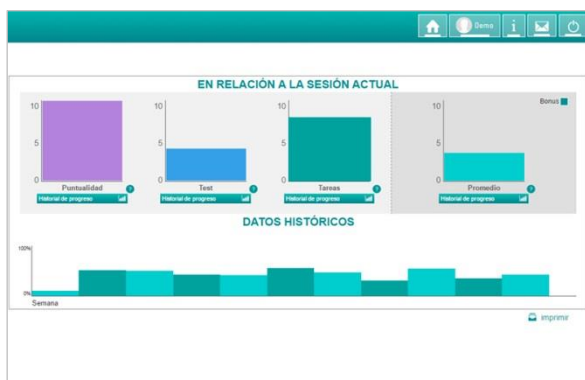 Demo
i
EN RELACIÓN A LA SESIÓN ACTUAL
10
5
0
Puntualidad
?
Historial de progreso
10
5
0
Test
?
Historial de progreso
10
5
0
Tareas
?
Historial de progreso
Bonus
10
5
0
Promedio
?
Historial de progreso
DATOS HISTÓRICOS
100%
0%
Semana
imprimir